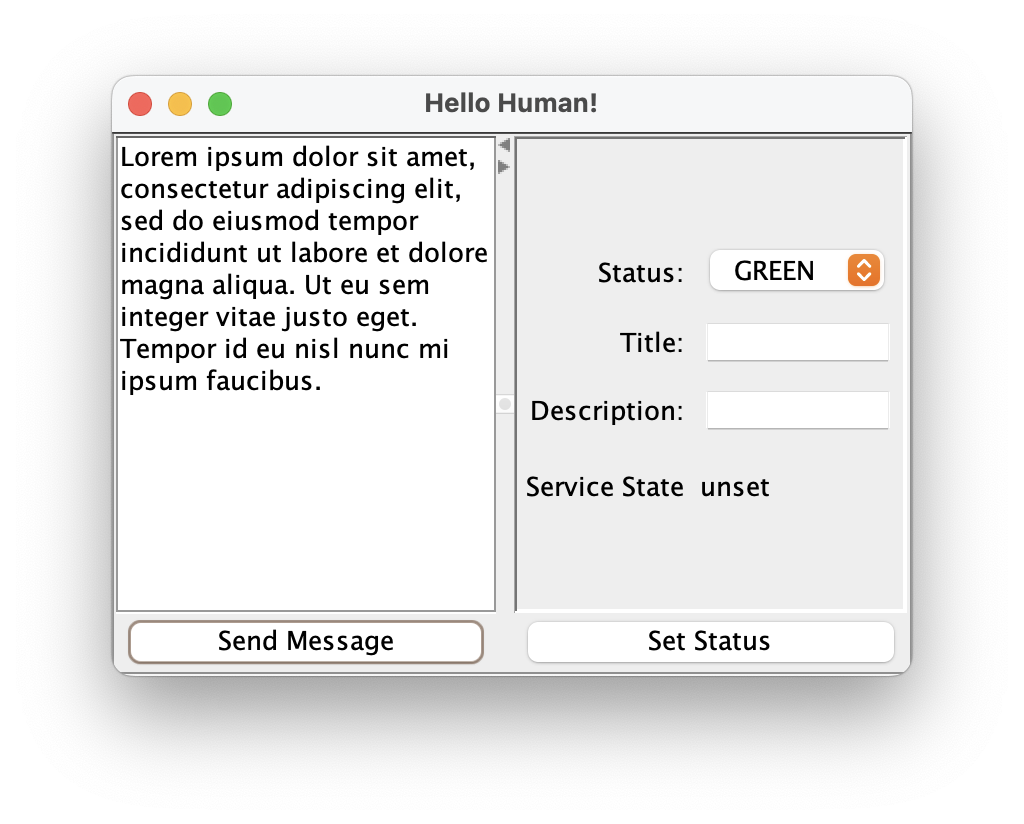 Hello Human!
Lorem ipsum dolor sit amet,
consectetur adipiscing elit,
sed do eiusmod tempor
incididunt ut labore et dolore
magna aliqua. Ut eu sem
integer vitae justo eget.
Tempor id eu nisl nunc mi
ipsum faucibus.
Status: GREEN
Title:
Description:
Service State unset
Send Message
Set Status